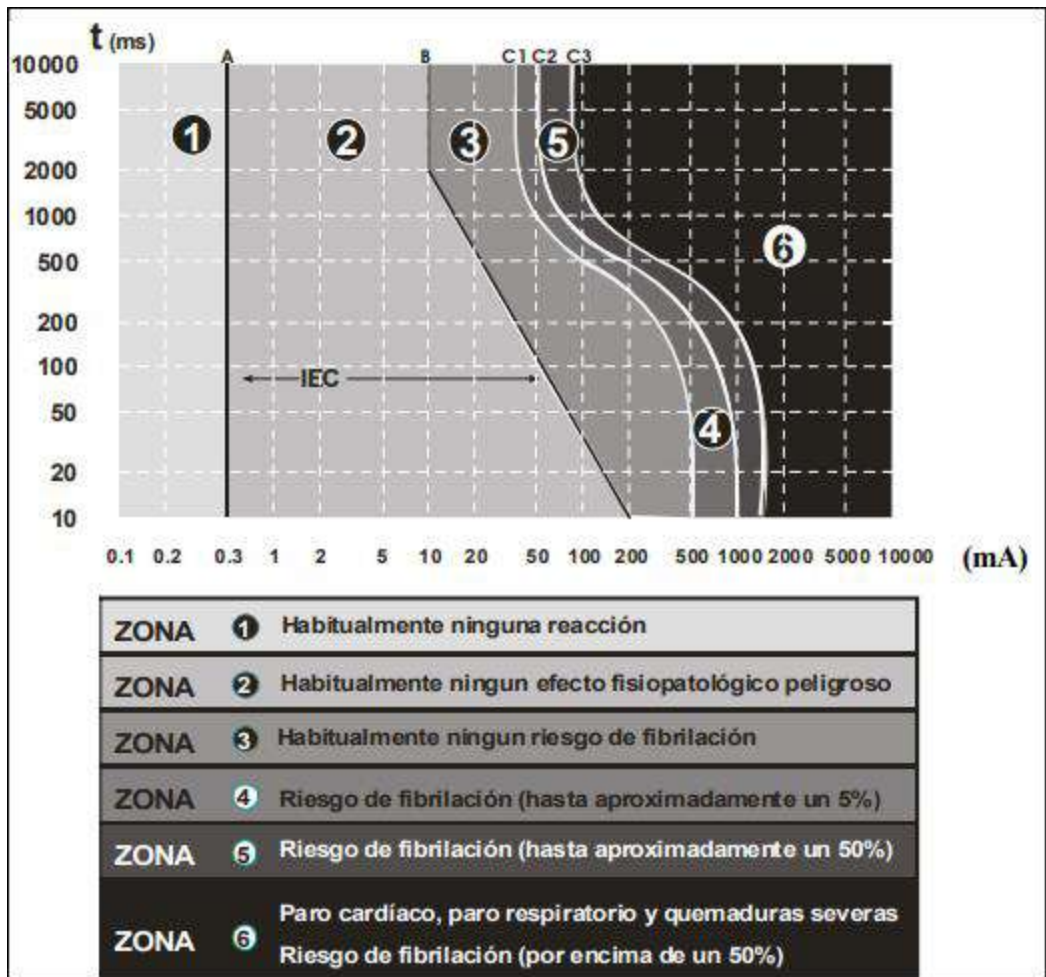 t (ms)
A B C1 C2 C3
10000
5000
2000
1000
500
200
100
50
20
10
1 2 3 5
6
IEC
4
0.1 0.2 0.3 1 2 5 10 20 50 100 200 500 1000 2000 5000 10000 (mA)
ZONA 1 Habitualmente ninguna reacción
ZONA 2 Habitualmente ningun efecto fisiopatológico peligroso
ZONA 3 Habitualmente ningun riesgo de fibrilación
ZONA 4 Riesgo de fibrilación (hasta aproximadamente un 5%)
ZONA 5 Riesgo de fibrilación (hasta aproximadamente un 50%)
ZONA 6 Paro cardíaco, paro respiratorio y quemaduras severas
Riesgo de fibrilación (por encima de un 50%)